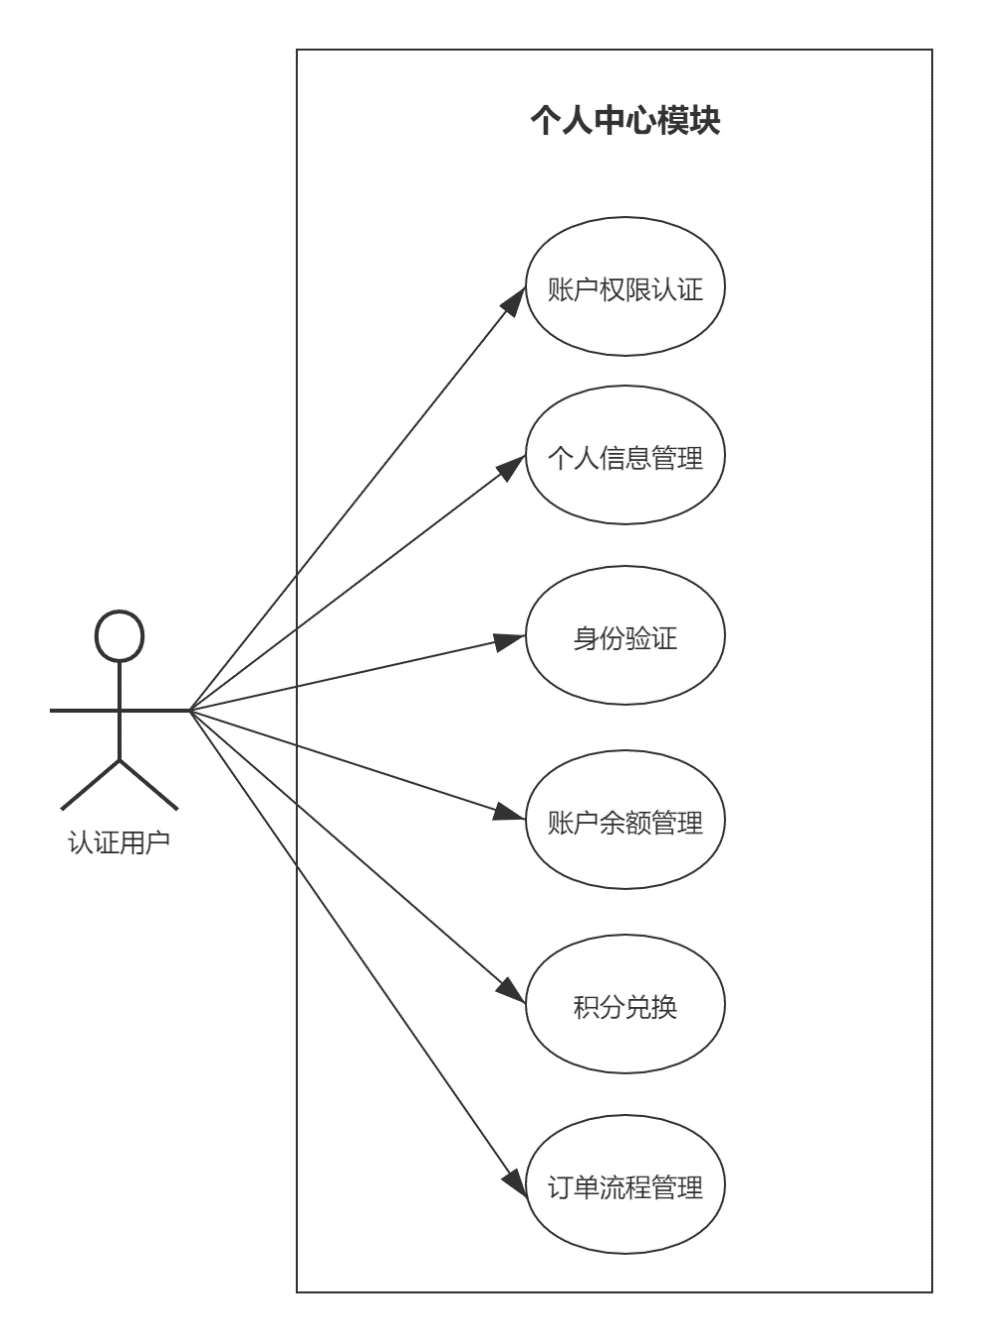 个人中心模块
账户权限认证
个人信息管理
身份验证
认证用户
账户余额管理
积分兑换
订单流程管理